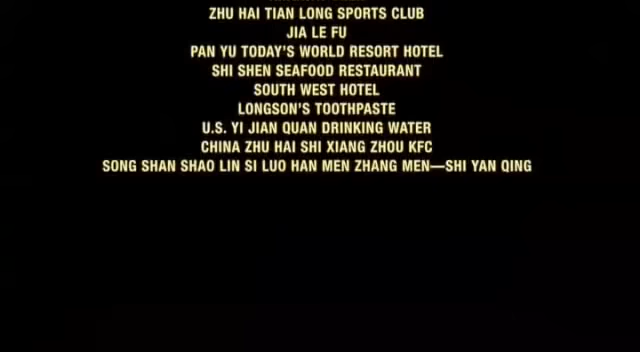 ZHU HAI TIAN LONG SPORTS CLUB
JIA LE FU
PAN YU TODAY'S WORLD RESORT HOTEL
SHI SHEN SEAFOOD RESTAURANT
SOUTH WEST HOTEL
LONGSON'S TOOTHPASTE
U.S. YI JIAN QUAN DRINKING WATER
CHINA ZHU HAI SHI XIANG ZHOU KFC
SONG SHAN SHAO LIN SI LUO HAN MEN ZHANG MEN—SHI YAN QING